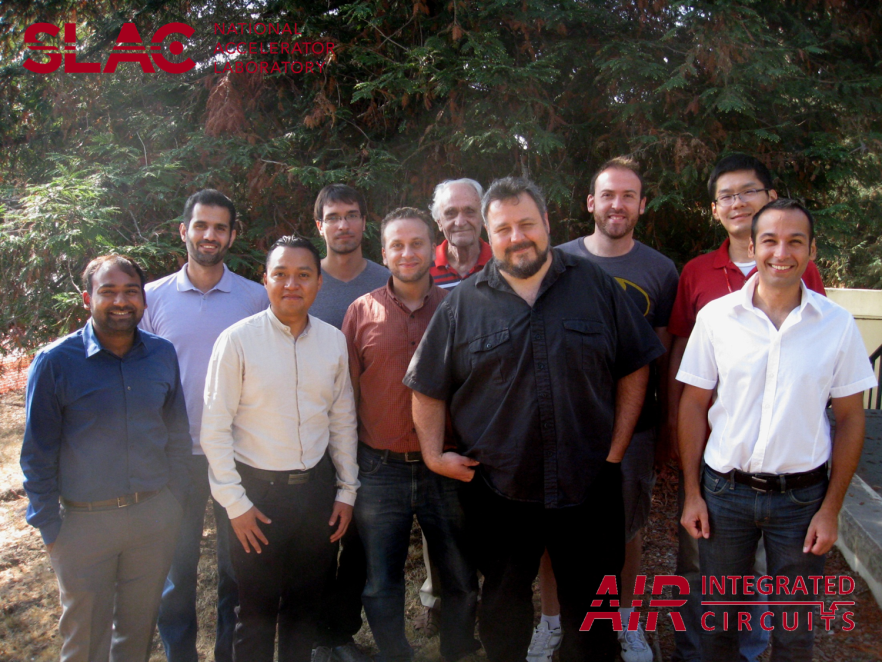 SLAC
NATIONAL
ACCELERATOR
LABORATORY
AIR
INTEGRATED
CIRCUITS